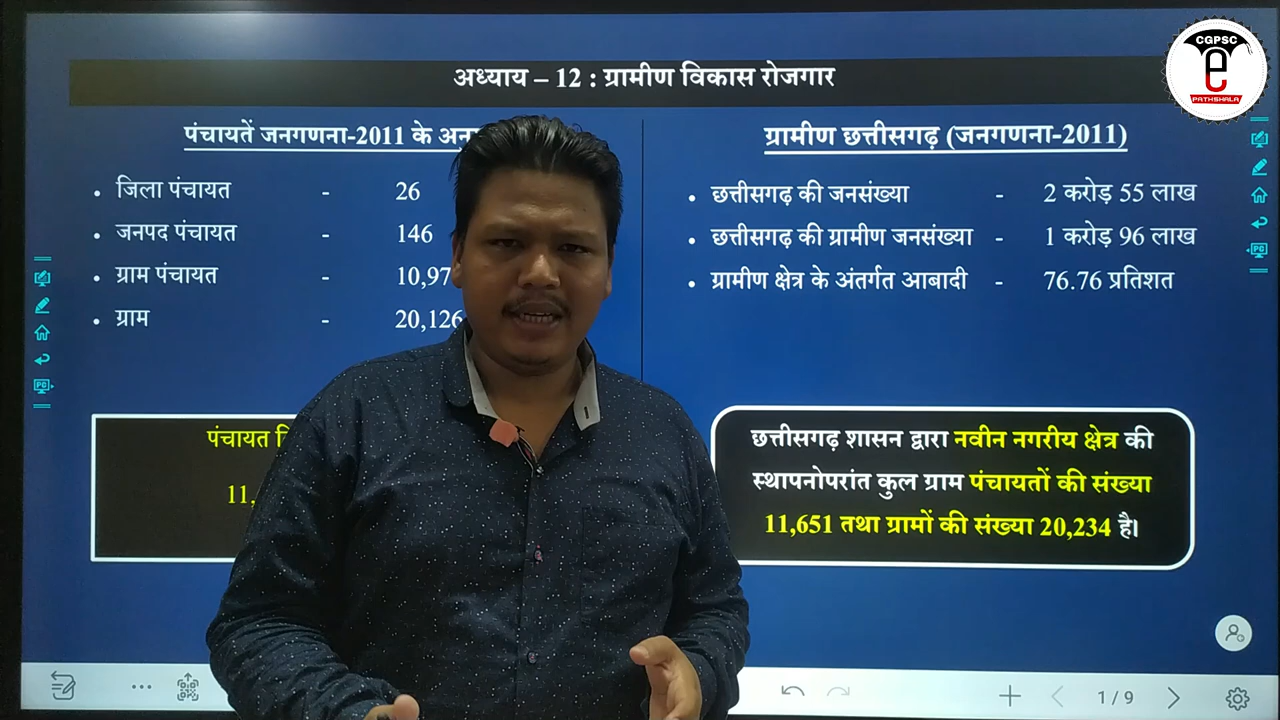 CGPSC
e
PATHSHALA
अध्याय – 12 : ग्रामीण विकास रोजगार
पंचायतें जनगणना-2011 के
• जिला पंचायत - 26
• जनपद पंचायत - 146
• ग्राम पंचायत - 10,97
• ग्राम - 20,126
ग्रामीण छत्तीसगढ़ (जनगणना-2011)
• छत्तीसगढ़ की जनसंख्या - 2 करोड़ 55 लाख
• छत्तीसगढ़ की ग्रामीण जनसंख्या - 1 करोड़ 96 लाख
• ग्रामीण क्षेत्र के अंतर्गत आबादी - 76.76 प्रतिशत
पंचायत
11,
छत्तीसगढ़ शासन द्वारा नवीन नगरीय क्षेत्र की
स्थापनोपरांत कुल ग्राम पंचायतों की संख्या
11,651 तथा ग्रामों की संख्या 20,234 है।
PC
PC
1 / 9